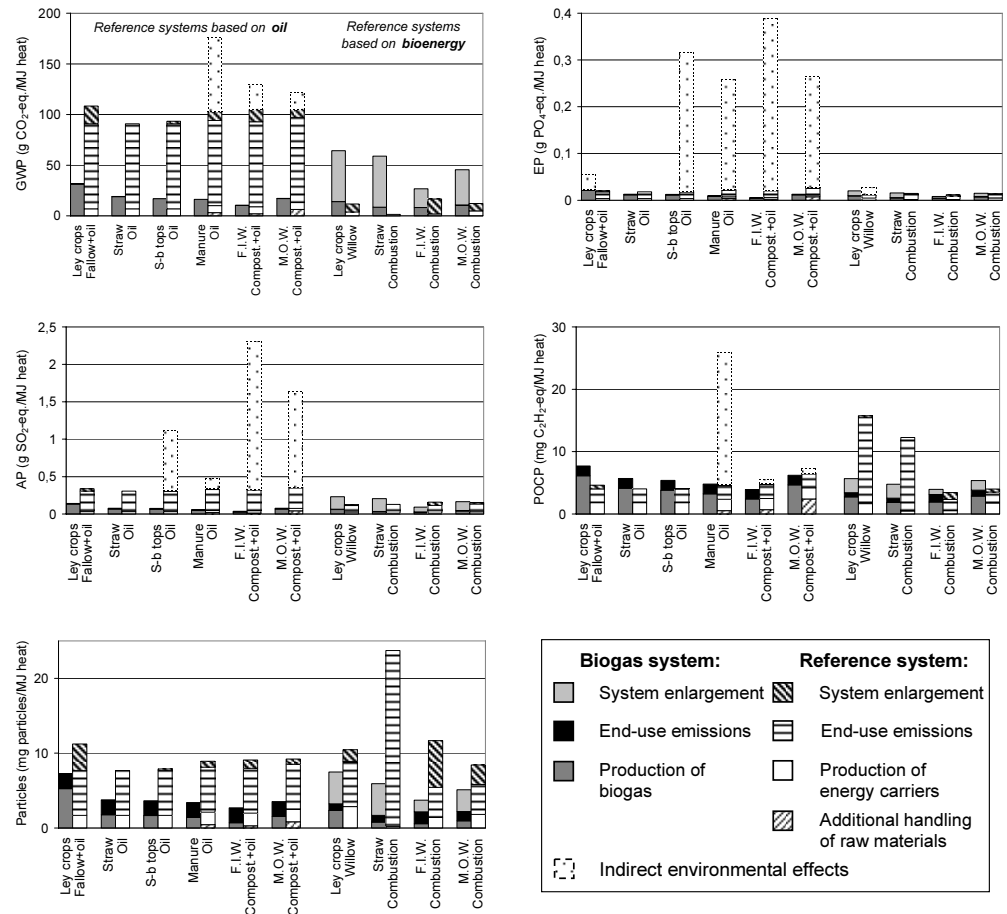 GWP (g CO₂-eq./MJ heat)
200
150
100
50
0
Reference systems based on oil
Reference systems
based on bioenergy
Ley crops
Fallow+oil
Straw
Oil
S-b tops
Oil
Manure
Oil
F.I.W.
Compost.+oil
M.O.W.
Compost.+oil
Ley crops
Willow
Straw
Combustion
F.I.W.
Combustion
M.O.W.
Combustion
EP (g PO₄-eq./MJ heat)
0,4
0,3
0,2
0,1
0
Ley crops
Fallow+oil
Straw
Oil
S-b tops
Oil
Manure
Oil
F.I.W.
Compost.+oil
M.O.W.
Compost.+oil
Ley crops
Willow
Straw
Combustion
F.I.W.
Combustion
M.O.W.
Combustion
AP (g SO₂-eq./MJ heat)
2,5
2
1,5
1
0,5
0
Ley crops
Fallow+oil
Straw
Oil
S-b tops
Oil
Manure
Oil
F.I.W.
Compost.+oil
M.O.W.
Compost.+oil
Ley crops
Willow
Straw
Combustion
F.I.W.
Combustion
M.O.W.
Combustion
POCP (mg C₂H₂-eq/MJ heat)
30
20
10
0
Ley crops
Fallow+oil
Straw
Oil
S-b tops
Oil
Manure
Oil
F.I.W.
Compost.+oil
M.O.W.
Compost.+oil
Ley crops
Willow
Straw
Combustion
F.I.W.
Combustion
M.O.W.
Combustion
Particles (mg particles/MJ heat)
20
10
0
Ley crops
Fallow+oil
Straw
Oil
S-b tops
Oil
Manure
Oil
F.I.W.
Compost.+oil
M.O.W.
Compost.+oil
Ley crops
Willow
Straw
Combustion
F.I.W.
Combustion
M.O.W.
Combustion
Biogas system:
System enlargement
End-use emissions
Production of
biogas
Reference system:
System enlargement
End-use emissions
Production of
energy carriers
Additional handling
of raw materials
Indirect environmental effects